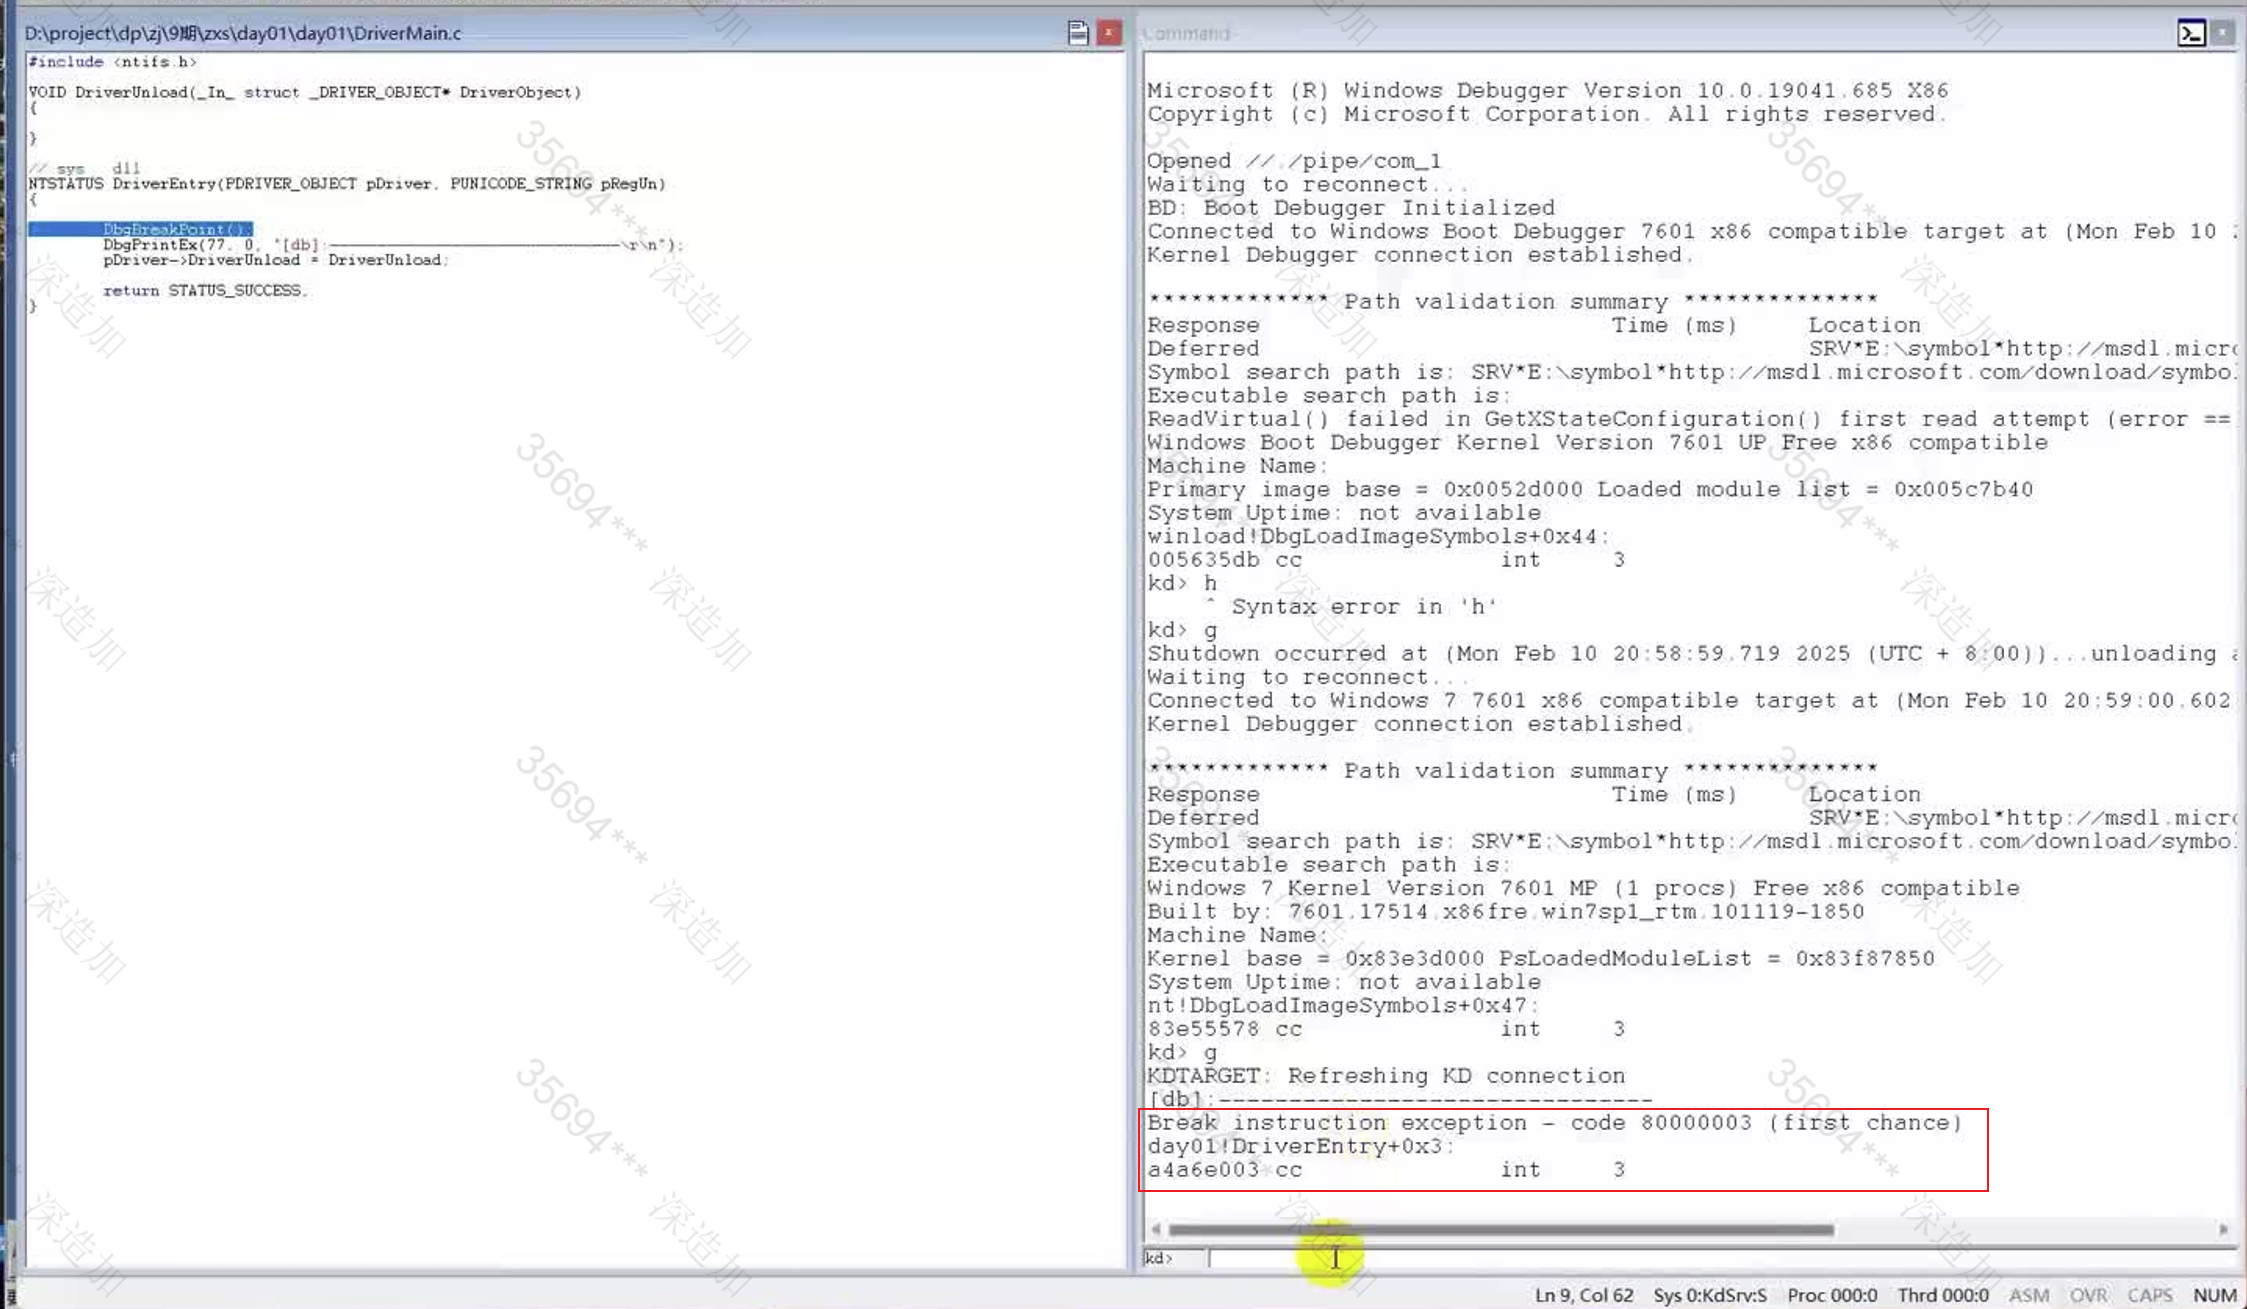 D:\project\dp\zj\9期\zxs\day01\day01\DriverMain.c
#include <ntifs.h>
VOID DriverUnload(_In_ struct _DRIVER_OBJECT* DriverObject)
{
}
// sys dll
NTSTATUS DriverEntry(PDRIVER_OBJECT pDriver, PUNICODE_STRING pRegUn)
{
DbgBreakPoint();
DbgPrintEx(77, 0, "[db]:-------------------------------\r\n");
pDriver->DriverUnload = DriverUnload;
return STATUS_SUCCESS;
}
Command
Microsoft (R) Windows Debugger Version 10.0.19041.685 X86
Copyright (c) Microsoft Corporation. All rights reserved.
Opened //./pipe/com_1
Waiting to reconnect...
BD: Boot Debugger Initialized
Connected to Windows Boot Debugger 7601 x86 compatible target at (Mon Feb 10
Kernel Debugger connection established.
************* Path validation summary **************
Response Time (ms) Location
Deferred SRV*E:\symbol*http://msdl.micro
Symbol search path is: SRV*E:\symbol*http://msdl.microsoft.com/download/symbo
Executable search path is:
ReadVirtual() failed in GetXStateConfiguration() first read attempt (error ==
Windows Boot Debugger Kernel Version 7601 UP Free x86 compatible
Machine Name:
Primary image base = 0x0052d000 Loaded module list = 0x005c7b40
System Uptime: not available
winload!DbgLoadImageSymbols+0x44:
005635db cc int 3
kd> h
^ Syntax error in 'h'
kd> g
Shutdown occurred at (Mon Feb 10 20:58:59.719 2025 (UTC + 8:00))...unloading
Waiting to reconnect...
Connected to Windows 7 7601 x86 compatible target at (Mon Feb 10 20:59:00.602
Kernel Debugger connection established.
************* Path validation summary **************
Response Time (ms) Location
Deferred SRV*E:\symbol*http://msdl.micro
Symbol search path is: SRV*E:\symbol*http://msdl.microsoft.com/download/symbo
Executable search path is:
Windows 7 Kernel Version 7601 MP (1 procs) Free x86 compatible
Built by: 7601.17514.x86fre.win7sp1_rtm.101119-1850
Machine Name:
Kernel base = 0x83e3d000 PsLoadedModuleList = 0x83f87850
System Uptime: not available
nt!DbgLoadImageSymbols+0x47:
83e55578 cc int 3
kd> g
KDTARGET: Refreshing KD connection
[db]:-------------------------------
Break instruction exception - code 80000003 (first chance)
day01!DriverEntry+0x3:
a4a6e003 cc int 3
kd>
Ln 9, Col 62 Sys 0:KdSrv:S Proc 000:0 Thrd 000:0 ASM OVR CAPS NUM
35694***
深造加